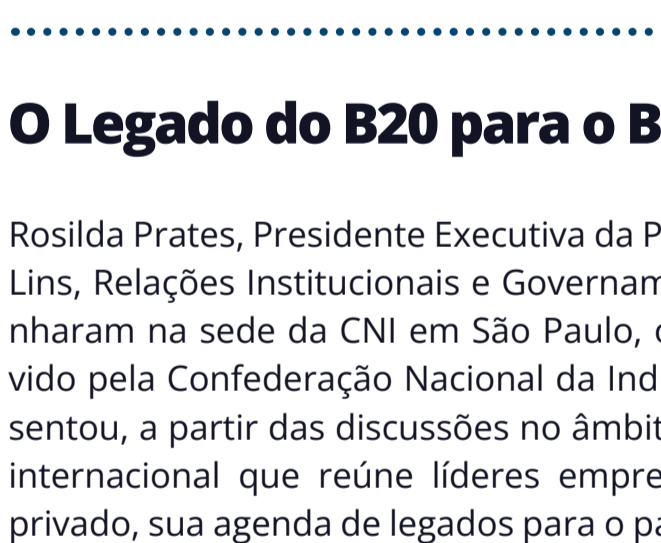 O Legado do B20 para o B
Rosilda Prates, Presidente Executiva da P
Lins, Relações Institucionais e Governam
nharam na sede da CNI em São Paulo,
vido pela Confederação Nacional da Ind
sentou, a partir das discussões no âmbit
internacional que reúne líderes empre
privado, sua agenda de legados para o pa